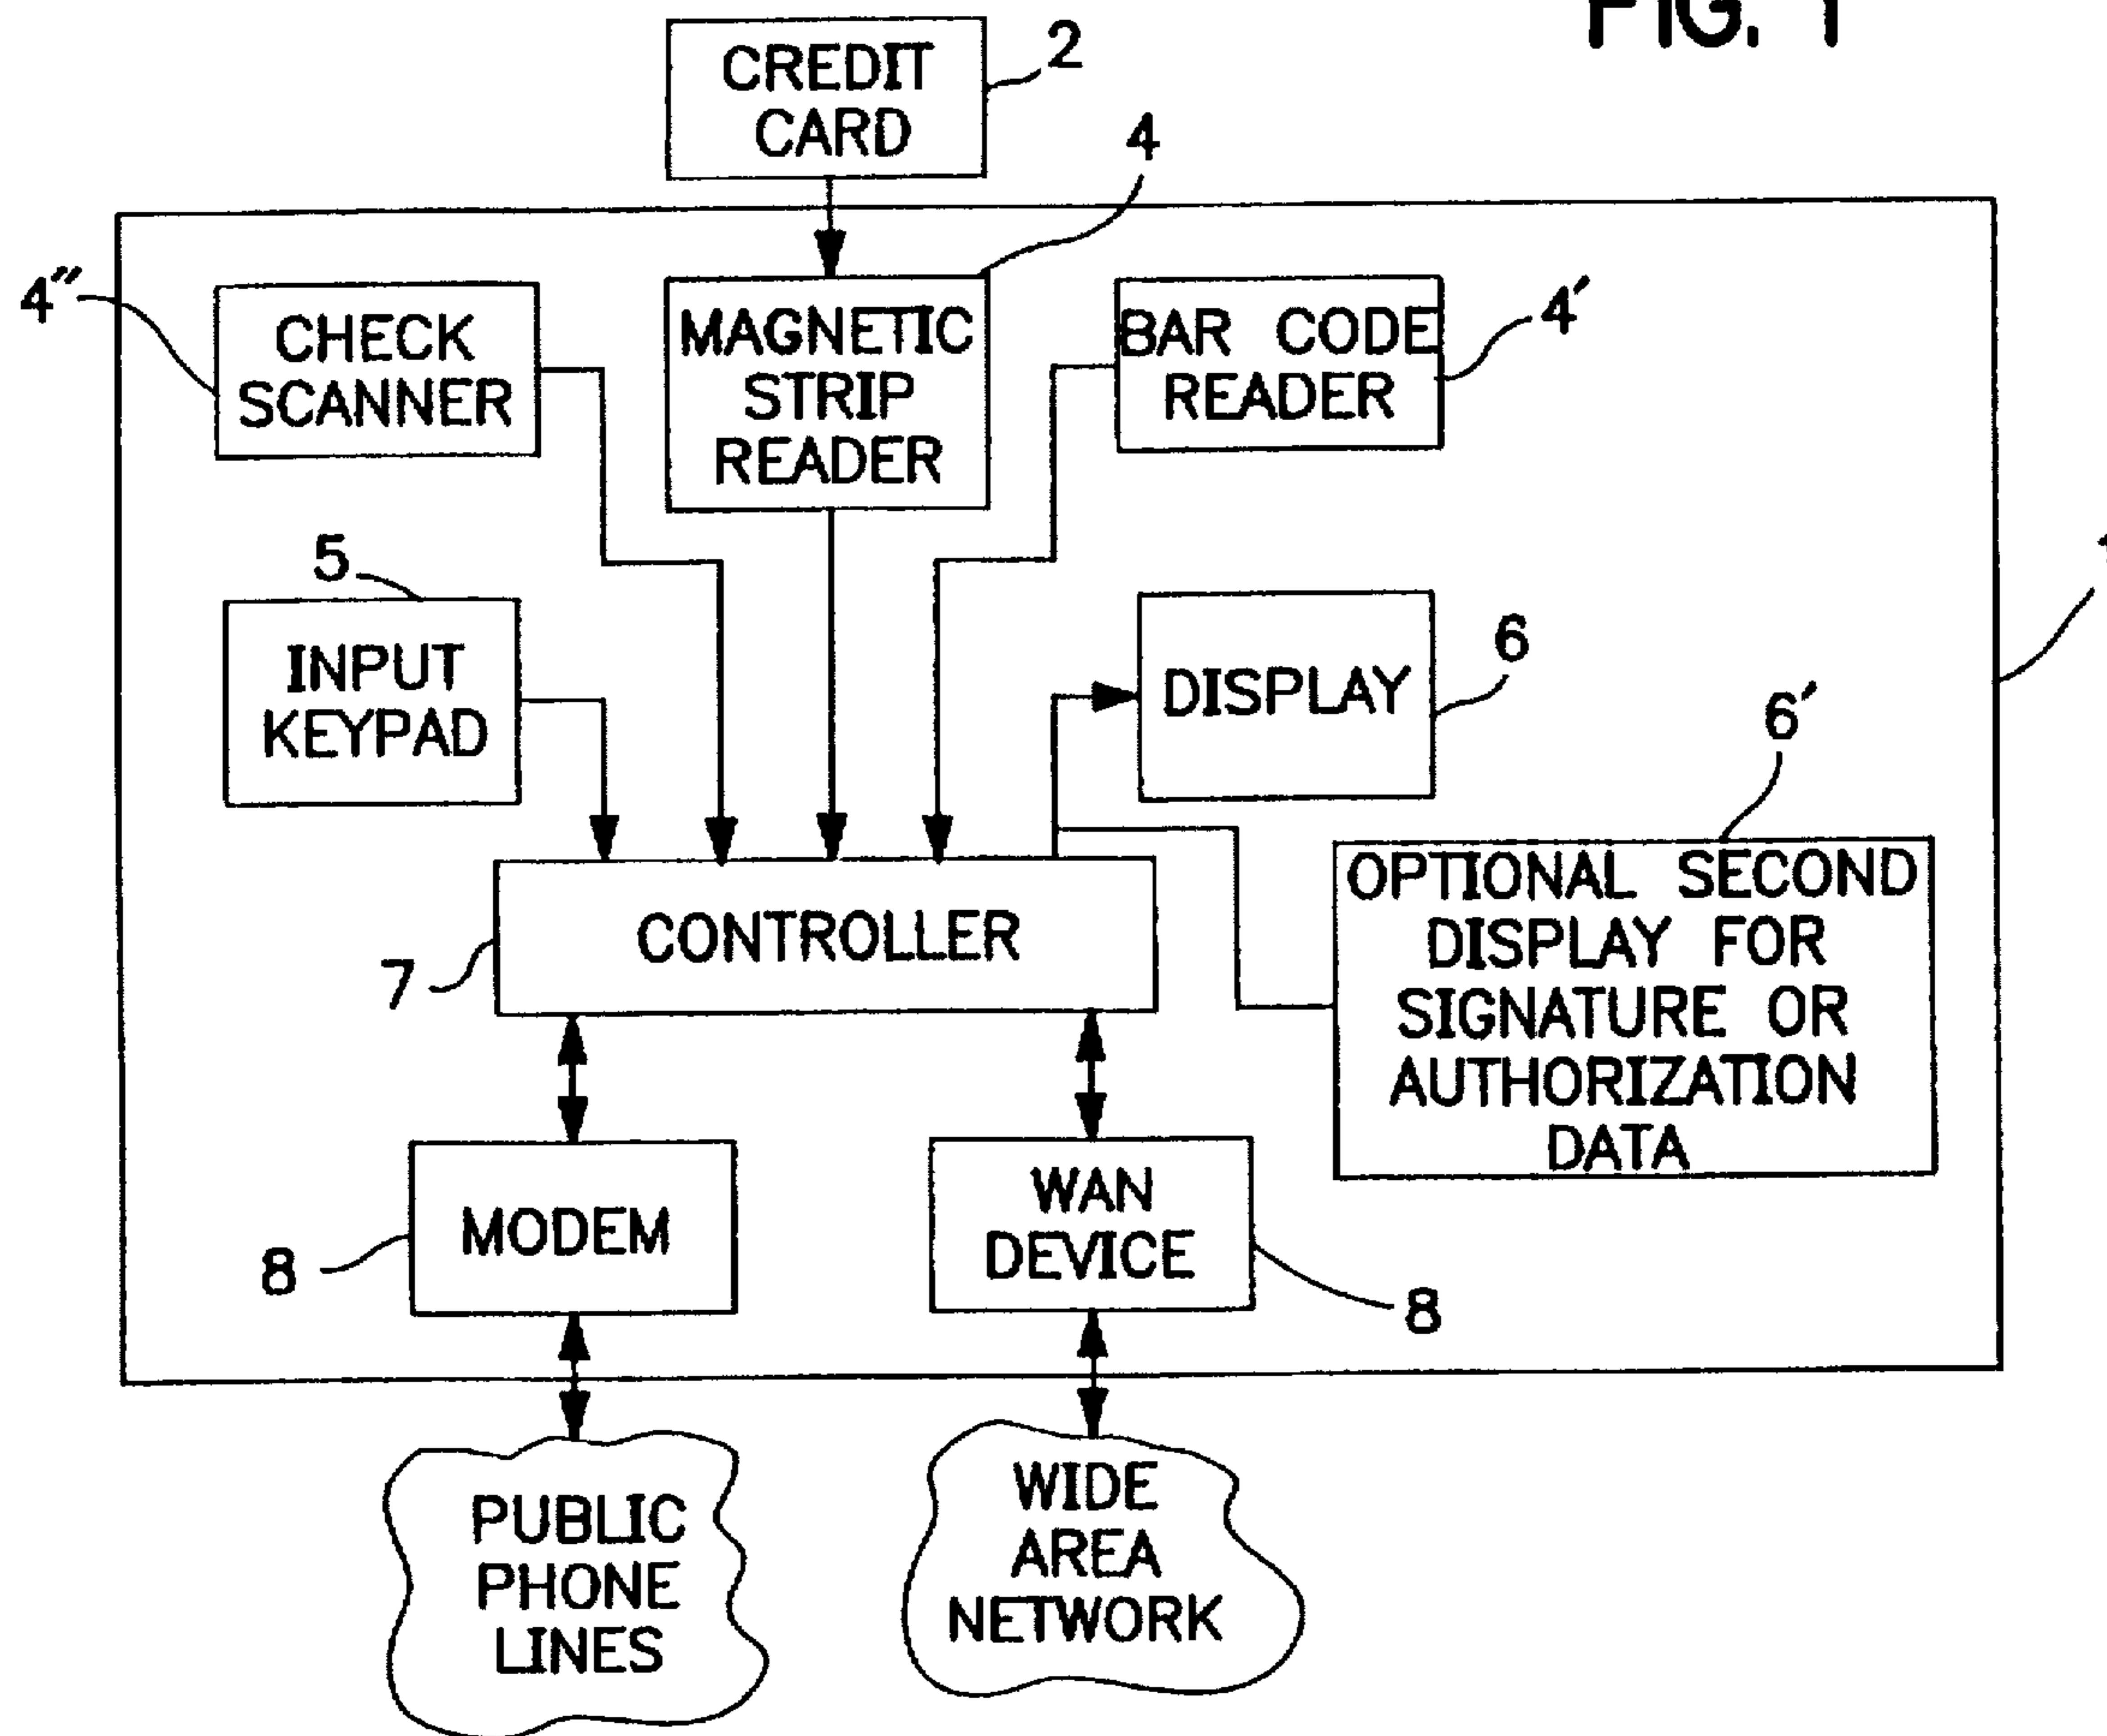 FIG. 1
CREDIT
CARD
2
4
4"
CHECK
SCANNER
MAGNETIC
STRIP
READER
BAR CODE
READER
4'
5
INPUT
KEYPAD
DISPLAY
6
6'
1
CONTROLLER
7
OPTIONAL SECOND
DISPLAY FOR
SIGNATURE OR
AUTHORIZATION
DATA
MODEM
8
WAN
DEVICE
8
PUBLIC
PHONE
LINES
WIDE
AREA
NETWORK